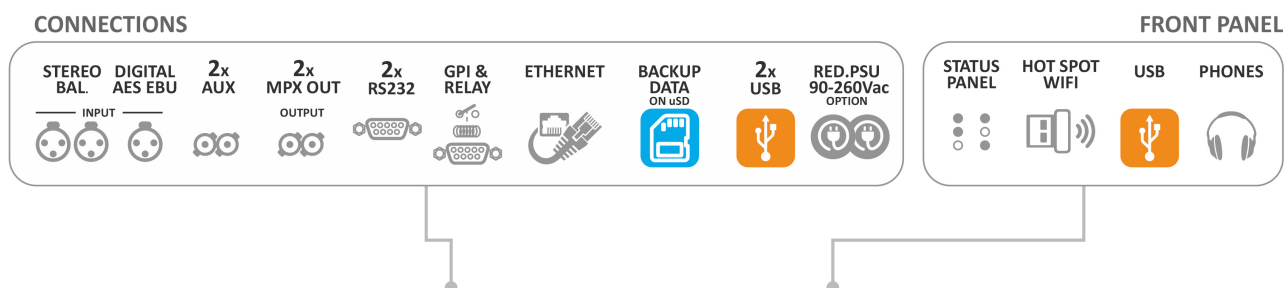 CONNECTIONS
FRONT PANEL
STEREO
BAL.
DIGITAL
AES EBU
INPUT
2x
AUX
2x
MPX OUT
OUTPUT
2x
RS232
GPI &
RELAY
ETHERNET
BACKUP
DATA
ON uSD
2x
USB
RED.PSU
90-260Vac
OPTION
STATUS
PANEL
HOT SPOT
WIFI
USB
PHONES